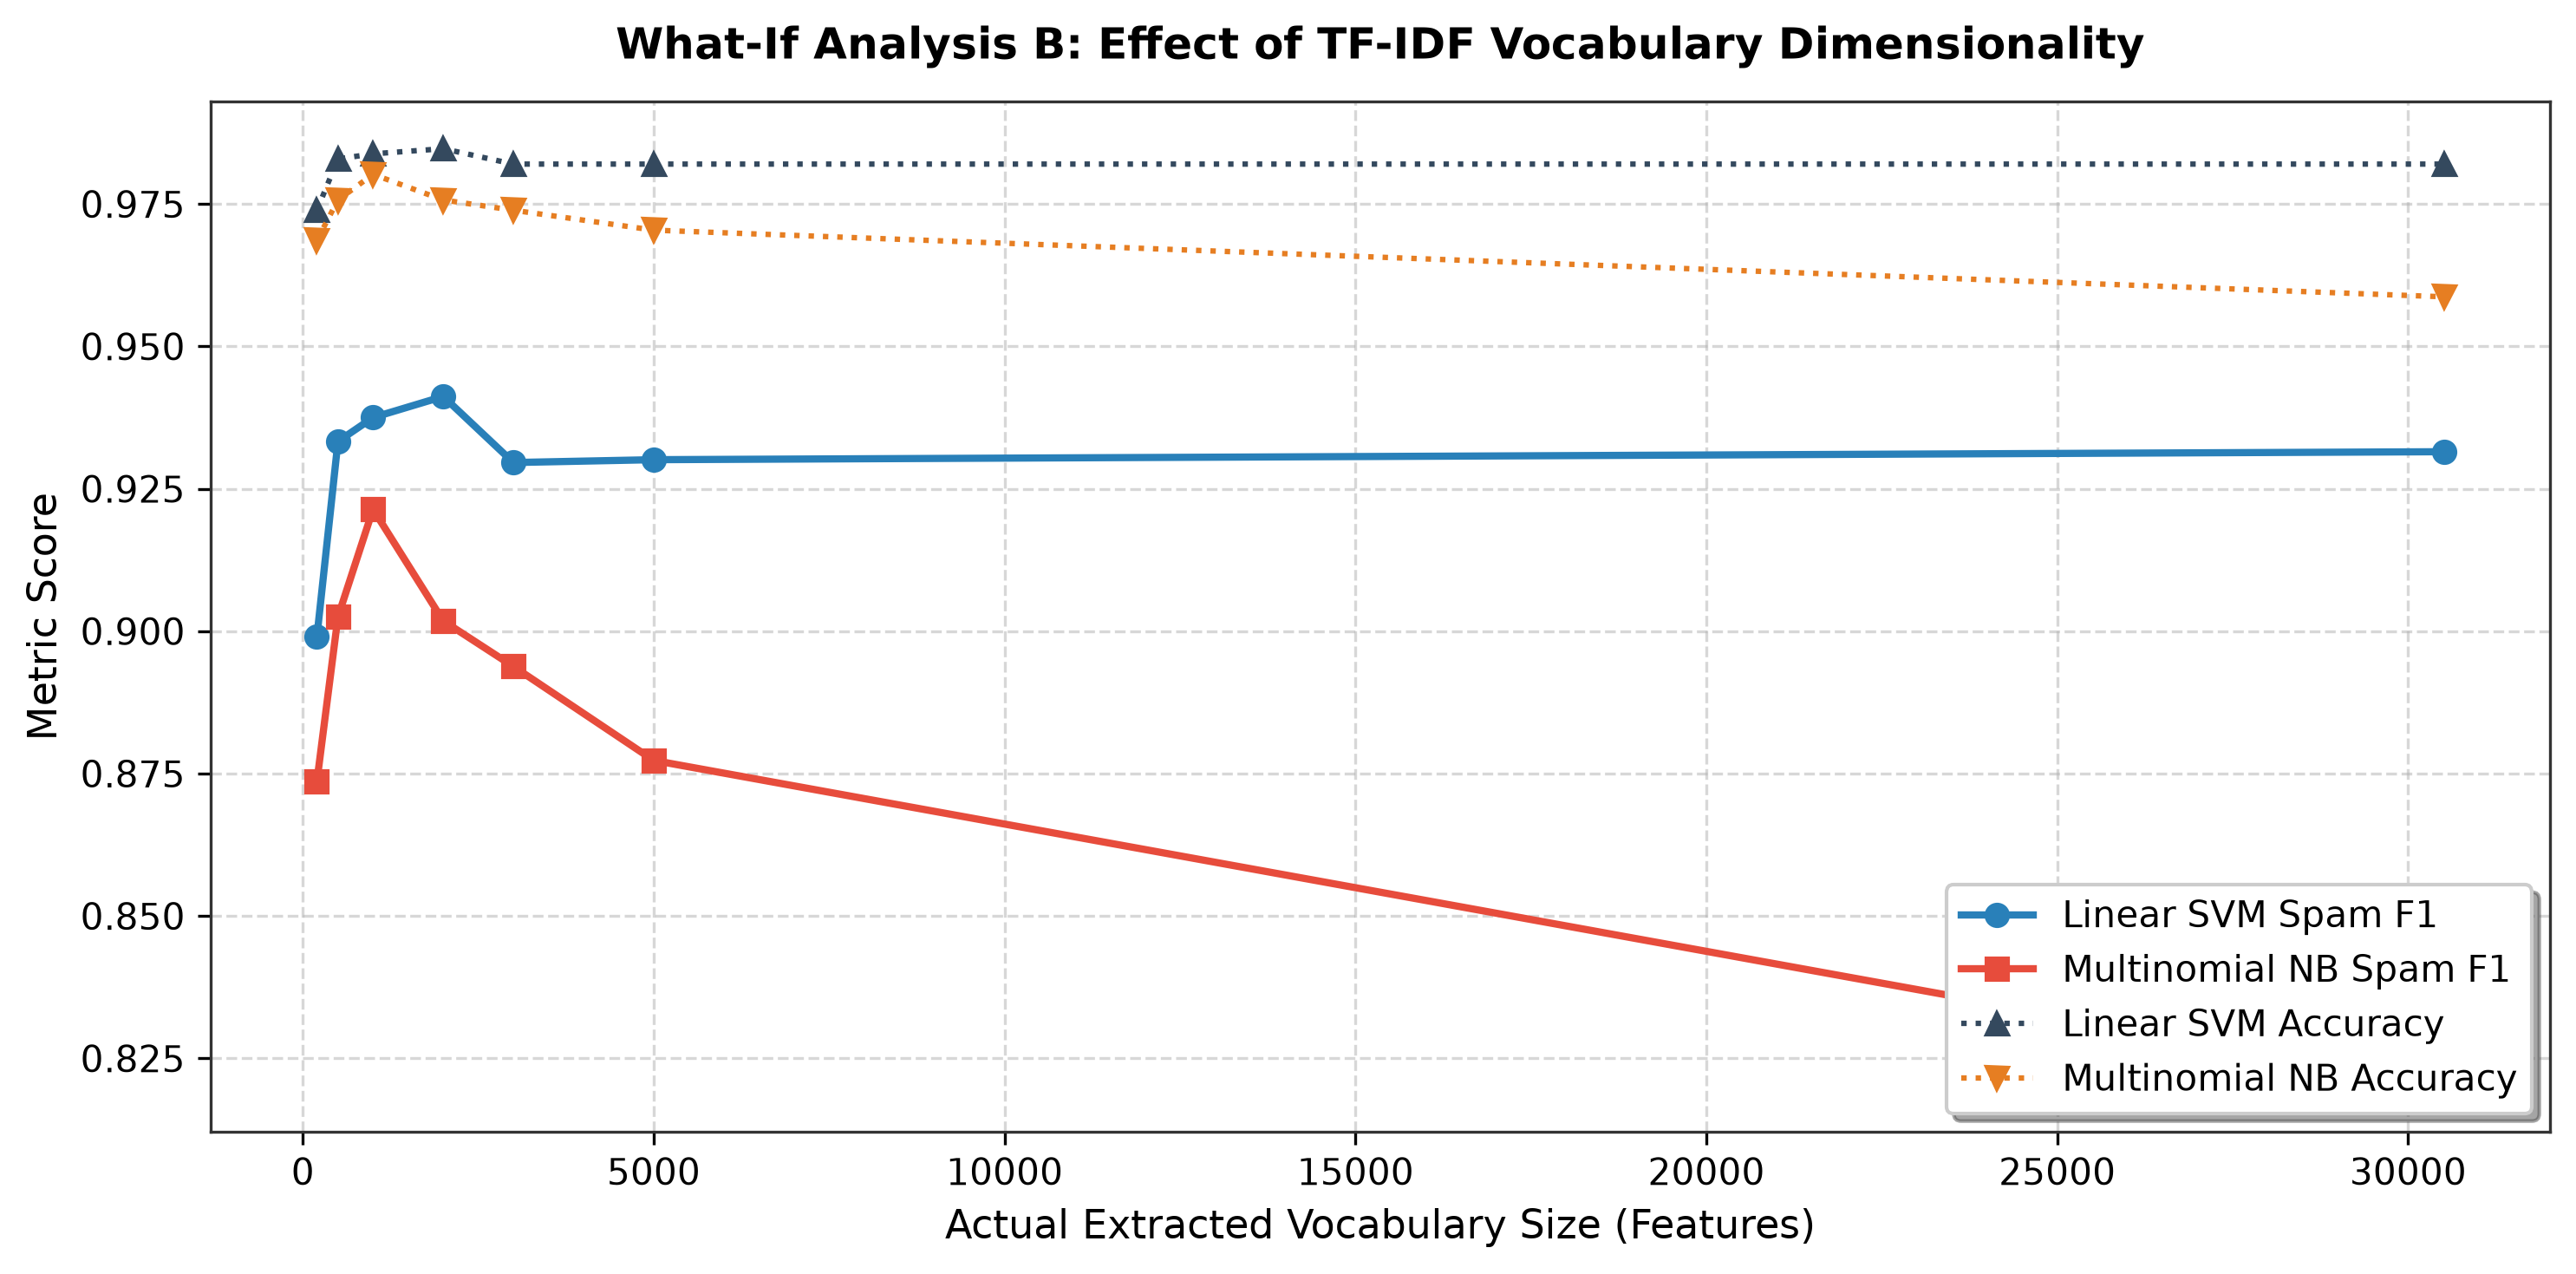 What-If Analysis B: Effect of TF-IDF Vocabulary Dimensionality
Metric Score
0.975
0.950
0.925
0.900
0.875
0.850
0.825
Linear SVM Spam F1
Multinomial NB Spam F1
Linear SVM Accuracy
Multinomial NB Accuracy
0 5000 10000 15000 20000 25000 30000
Actual Extracted Vocabulary Size (Features)